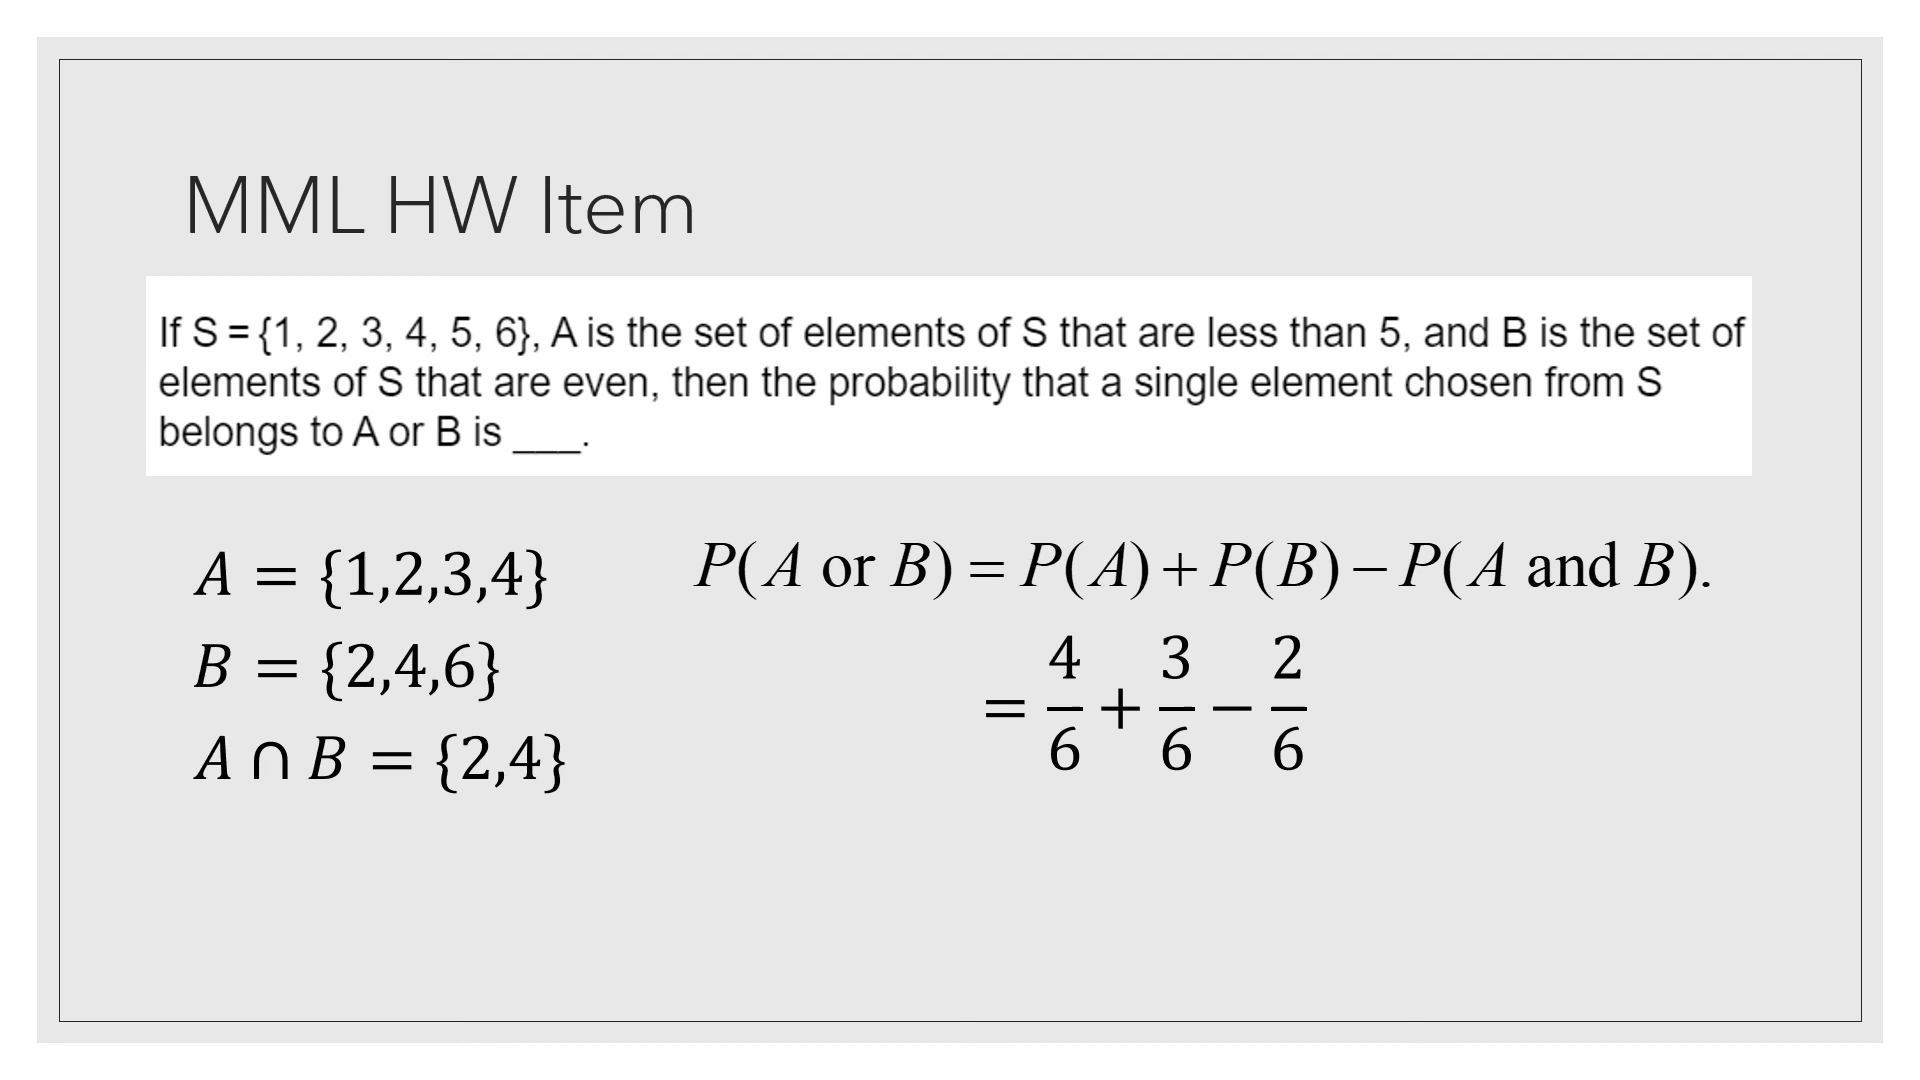 MML HW Item
If S = {1, 2, 3, 4, 5, 6}, A is the set of elements of S that are less than 5, and B is the set of
elements of S that are even, then the probability that a single element chosen from S
belongs to A or B is ___.
A = {1,2,3,4}
B = {2,4,6}
A ∩ B = {2,4}
P(A or B) = P(A) + P(B) − P(A and B).
= 4/6 + 3/6 − 2/6